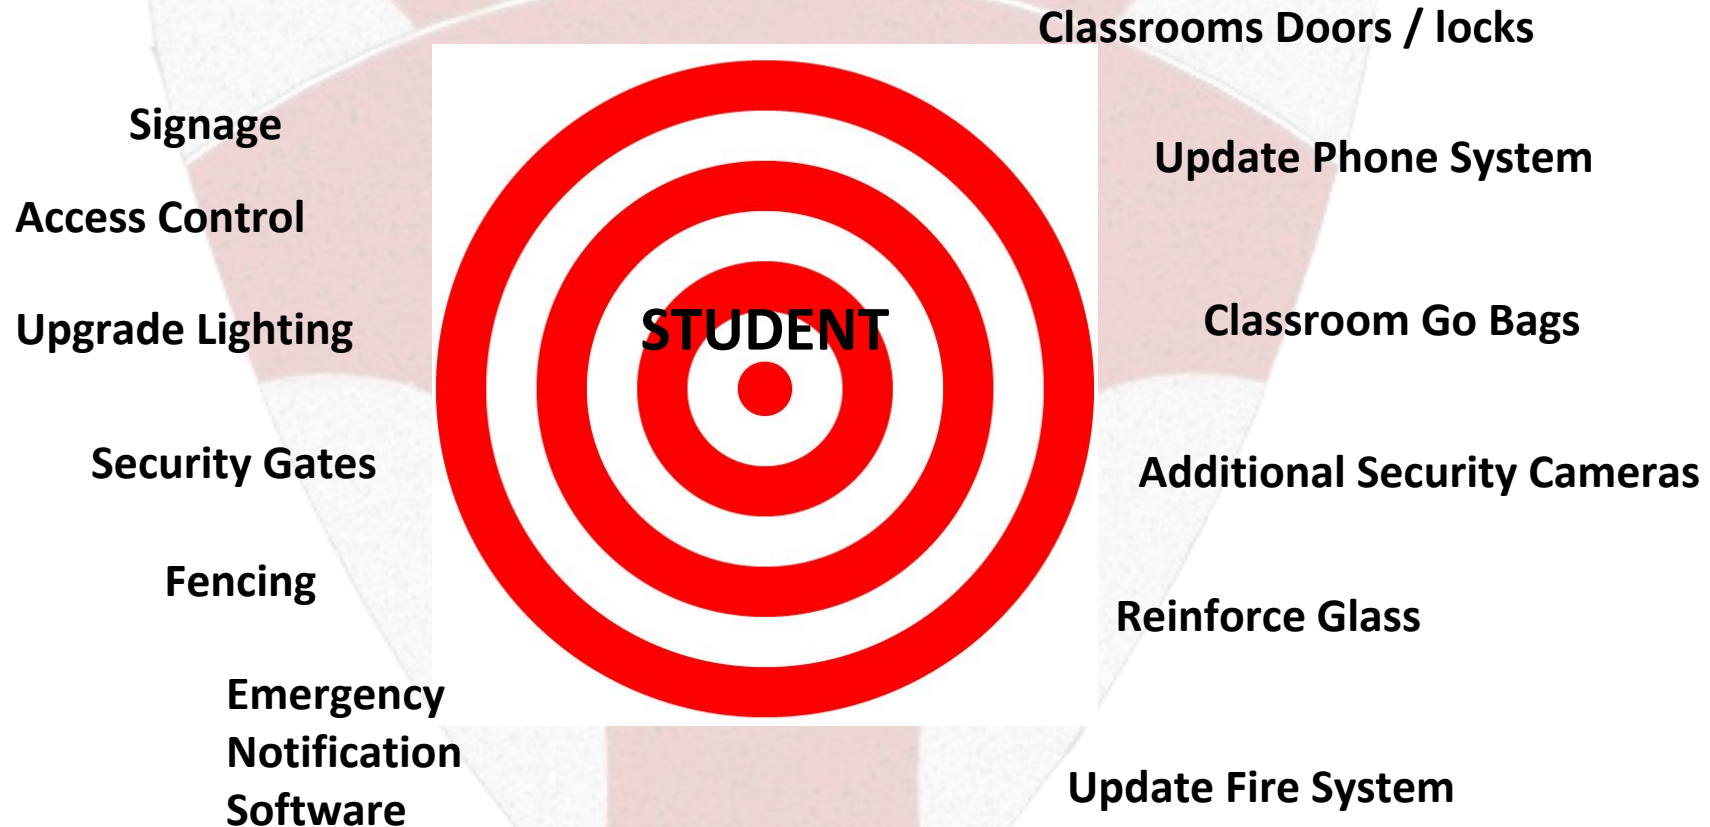 Classrooms Doors / locks
Signage
Update Phone System
Access Control
Upgrade Lighting
STUDENT
Classroom Go Bags
Security Gates
Additional Security Cameras
Fencing
Reinforce Glass
Emergency
Notification
Software
Update Fire System